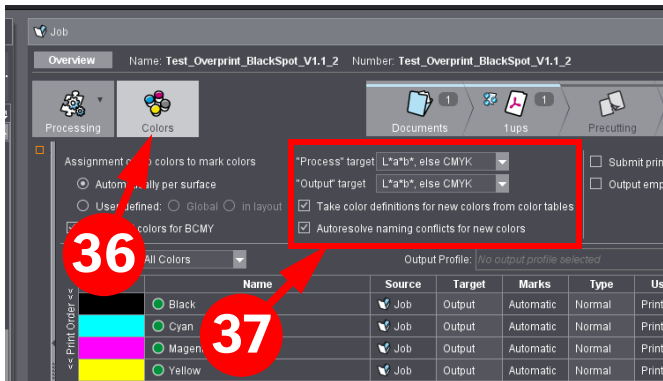 Job
Overview Name: Test_Overprint_BlackSpot_V1.1_2 Number: Test_Overprint_BlackSpot_V1.1_2
1 1
Processing Colors Documents 1ups Precutting
Assignment colors to mark colors "Process" target L*a*b*, else CMYK Submit prin
Automatically per surface "Output" target L*a*b*, else CMYK Output emp
defined: Global in layout Take color definitions for new colors from color tables
36 colors for BCMY Autoresolve naming conflicts for new colors
All Colors Output Profile: No output profile selected
Name Source Target Marks Type Us
Black Job Output Automatic Normal Print
37
Cyan Job Output Automatic Normal Print
Magen Job Output Automatic Normal Print
Yellow Job Output Automatic Normal Print
<< Print Order <<